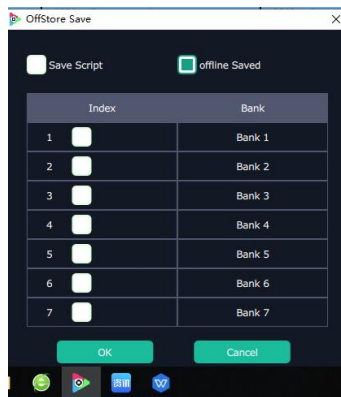 OffStore Save
Save Script offline Saved
Index Bank
1 Bank 1
2 Bank 2
3 Bank 3
4 Bank 4
5 Bank 5
6 Bank 6
7 Bank 7
OK Cancel
资讯